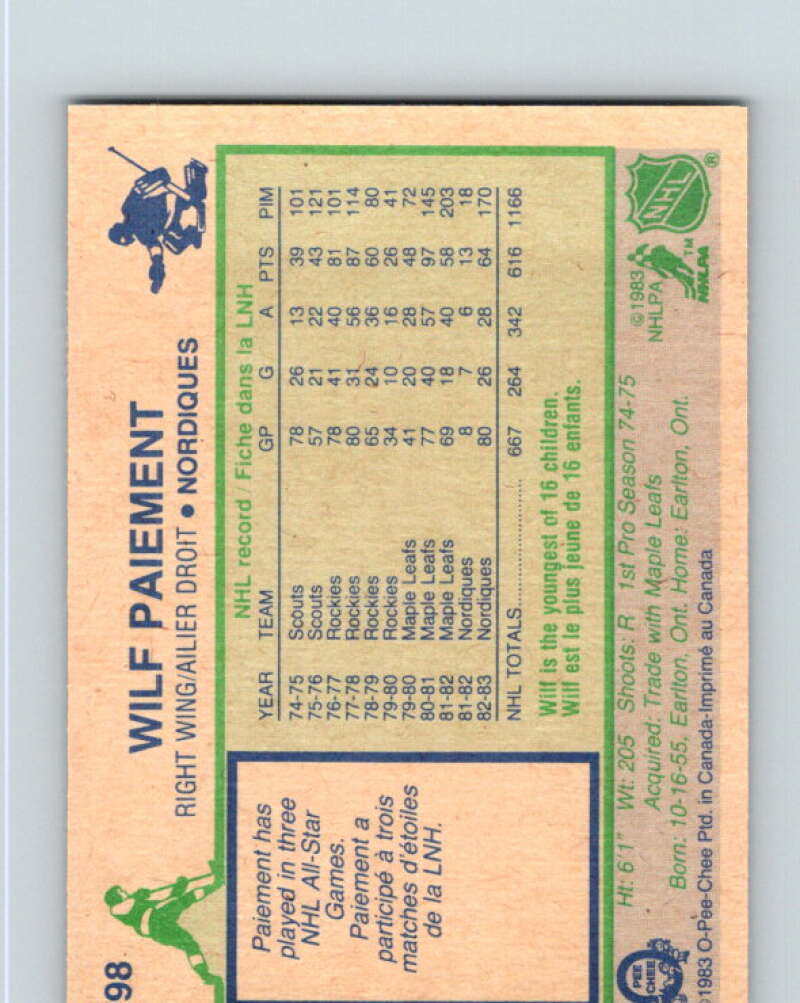 98
WILF PAIEMENT
RIGHT WING/AILIER DROIT • NORDIQUES
Paiement has
played in three
NHL All-Star
Games.
Paiement a
participé à trois
matches d'étoiles
de la LNH.
NHL record / Fiche dans la LNH
YEAR TEAM GP G A PTS PIM
74-75 Scouts 78 26 13 39 101
75-76 Scouts 57 21 22 43 121
76-77 Rockies 78 41 40 81 101
77-78 Rockies 80 31 56 87 114
78-79 Rockies 65 24 36 60 80
79-80 Rockies 34 10 16 26 41
79-80 Maple Leafs 41 20 28 48 72
80-81 Maple Leafs 77 40 57 97 145
81-82 Maple Leafs 69 18 40 58 203
81-82 Nordiques 8 7 6 13 18
82-83 Nordiques 80 26 28 64 170
NHL TOTALS 667 264 342 616 1166
Wilf is the youngest of 16 children.
Wilf est le plus jeune de 16 enfants.
Ht: 6'1" Wt: 205 Shoots: R 1st Pro Season 74-75
Acquired: Trade with Maple Leafs
Born: 10-16-55, Earlton, Ont. Home: Earlton, Ont.
1983 O-Pee-Chee Ptd. in Canada-Imprimé au Canada
PEE
CHEE
©1983
NHLPA
NHL ®
NHLPA TM